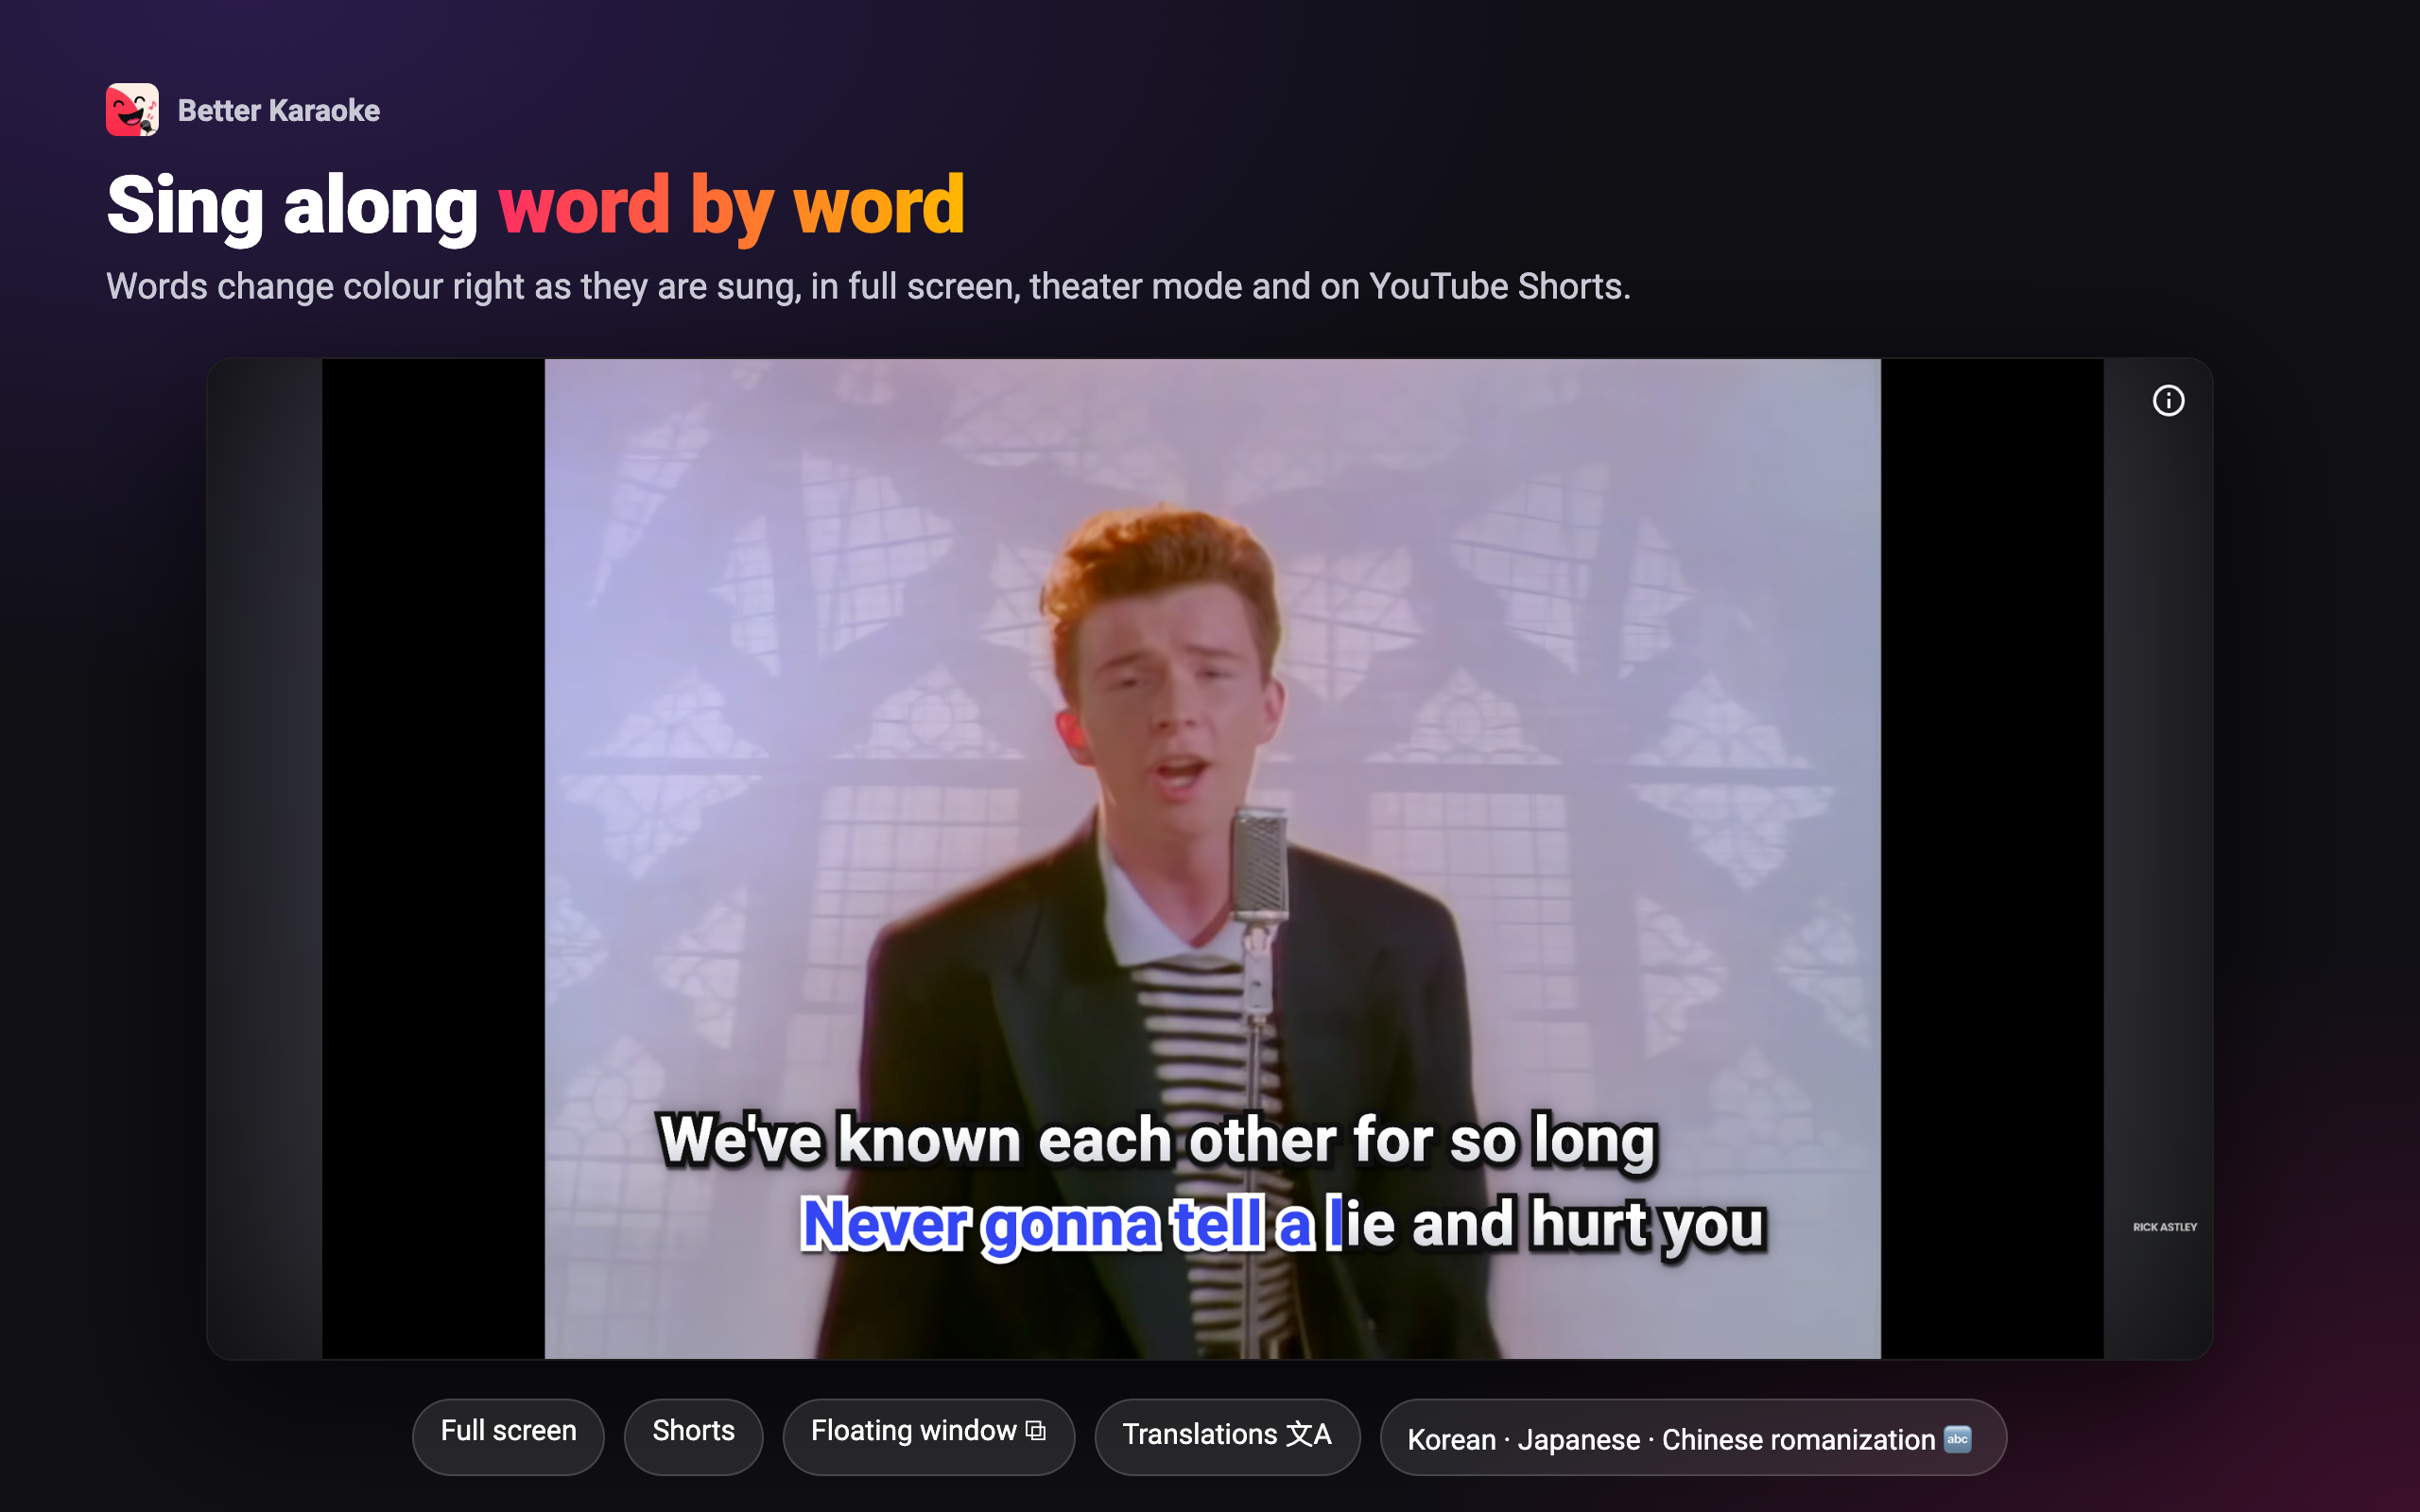 Better Karaoke
Sing along word by word
Words change colour right as they are sung, in full screen, theater mode and on YouTube Shorts.
We've known each other for so long
Never gonna tell a lie and hurt you
RICK ASTLEY
Full screen
Shorts
Floating window
Translations 文A
Korean · Japanese · Chinese romanization abc